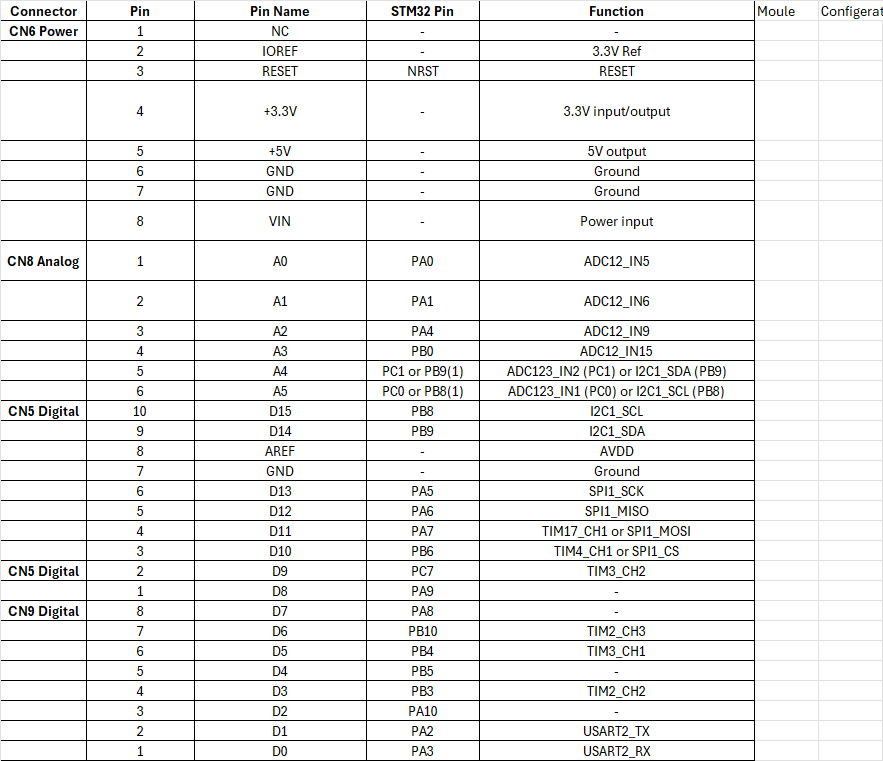 Connector Pin Pin Name STM32 Pin Function Moule Configerat
CN6 Power 1 NC - -
2 IOREF - 3.3V Ref
3 RESET NRST RESET
4 +3.3V - 3.3V input/output
5 +5V - 5V output
6 GND - Ground
7 GND - Ground
8 VIN - Power input
CN8 Analog 1 A0 PA0 ADC12_IN5
2 A1 PA1 ADC12_IN6
3 A2 PA4 ADC12_IN9
4 A3 PB0 ADC12_IN15
5 A4 PC1 or PB9(1) ADC123_IN2 (PC1) or I2C1_SDA (PB9)
6 A5 PC0 or PB8(1) ADC123_IN1 (PC0) or I2C1_SCL (PB8)
CN5 Digital 10 D15 PB8 I2C1_SCL
9 D14 PB9 I2C1_SDA
8 AREF - AVDD
7 GND - Ground
6 D13 PA5 SPI1_SCK
5 D12 PA6 SPI1_MISO
4 D11 PA7 TIM17_CH1 or SPI1_MOSI
3 D10 PB6 TIM4_CH1 or SPI1_CS
CN5 Digital 2 D9 PC7 TIM3_CH2
1 D8 PA9 -
CN9 Digital 8 D7 PA8 -
7 D6 PB10 TIM2_CH3
6 D5 PB4 TIM3_CH1
5 D4 PB5 -
4 D3 PB3 TIM2_CH2
3 D2 PA10 -
2 D1 PA2 USART2_TX
1 D0 PA3 USART2_RX